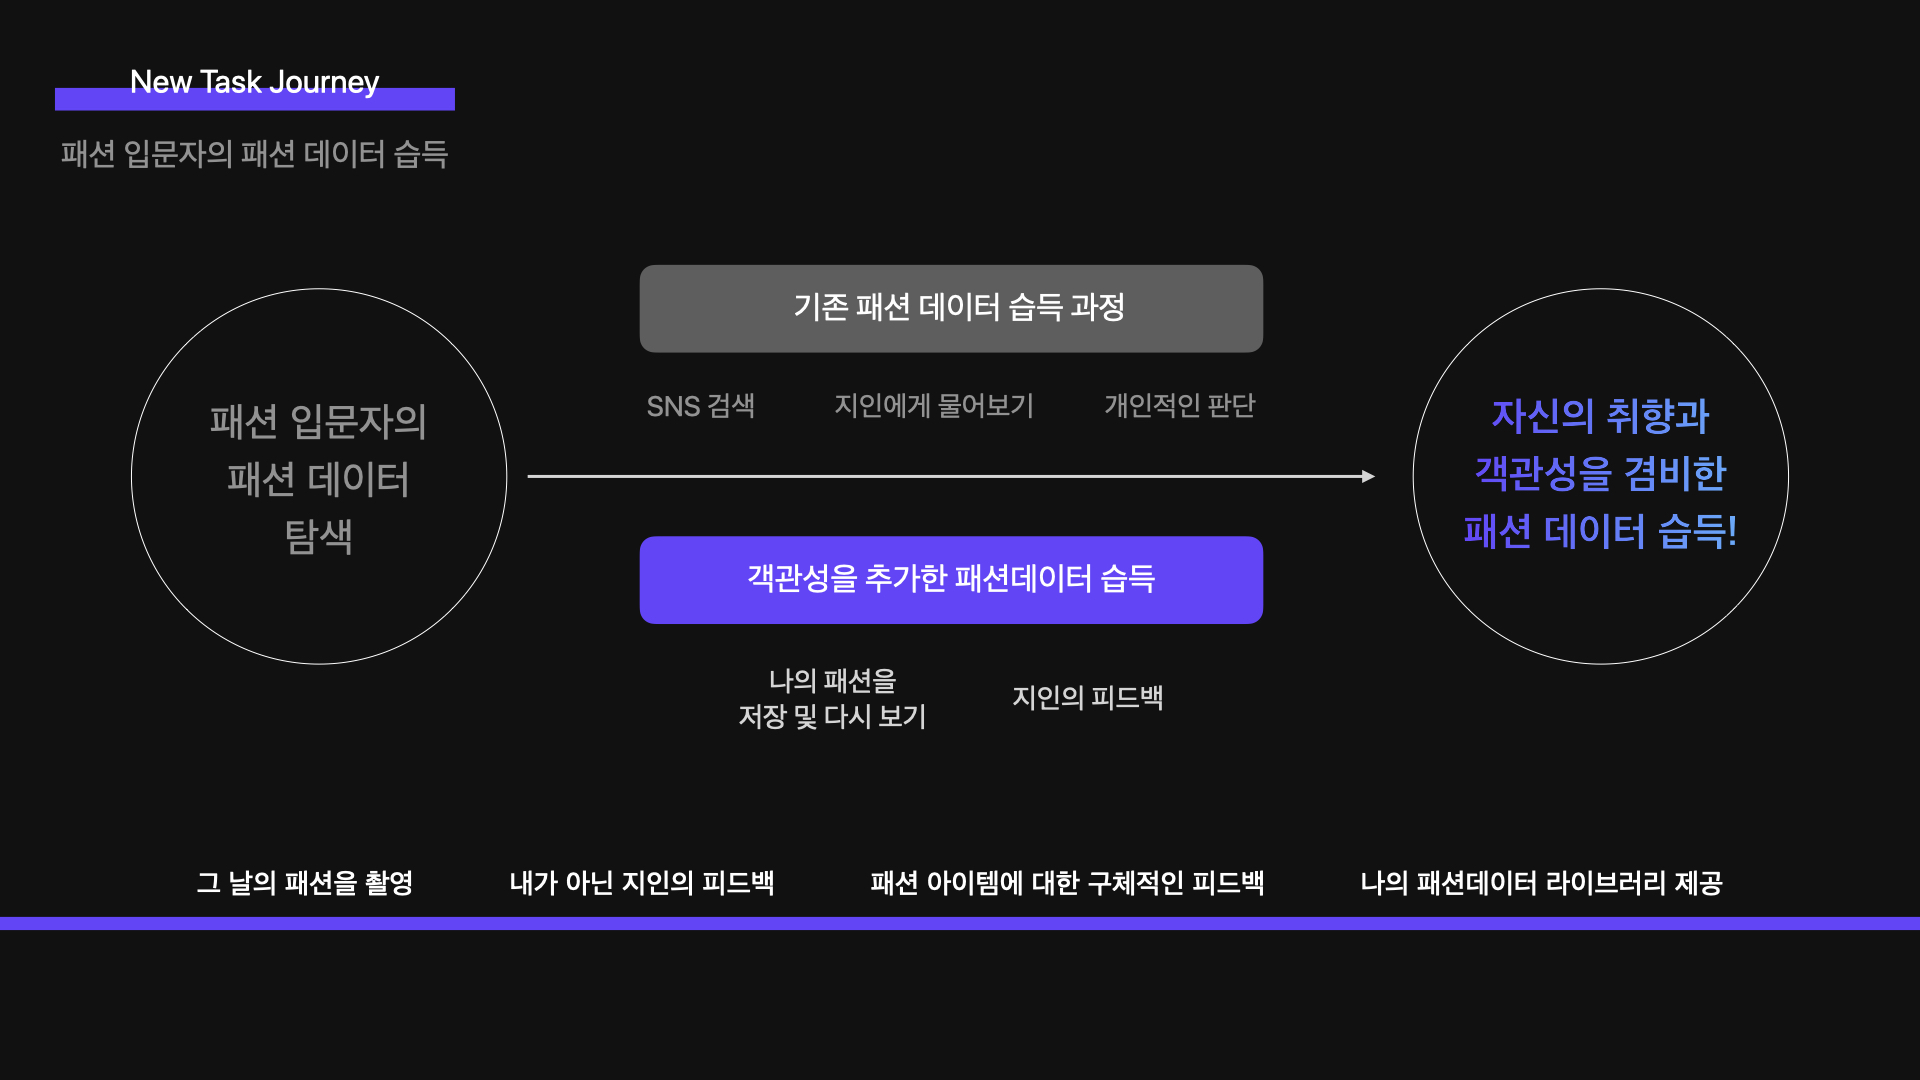 New Task Journey
패션 입문자의 패션 데이터 습득
패션 입문자의
패션 데이터
탐색
기존 패션 데이터 습득 과정
SNS 검색
지인에게 물어보기
개인적인 판단
객관성을 추가한 패션데이터 습득
나의 패션을
저장 및 다시 보기
지인의 피드백
자신의 취향과
객관성을 겸비한
패션 데이터 습득!
그 날의 패션을 촬영
내가 아닌 지인의 피드백
패션 아이템에 대한 구체적인 피드백
나의 패션데이터 라이브러리 제공